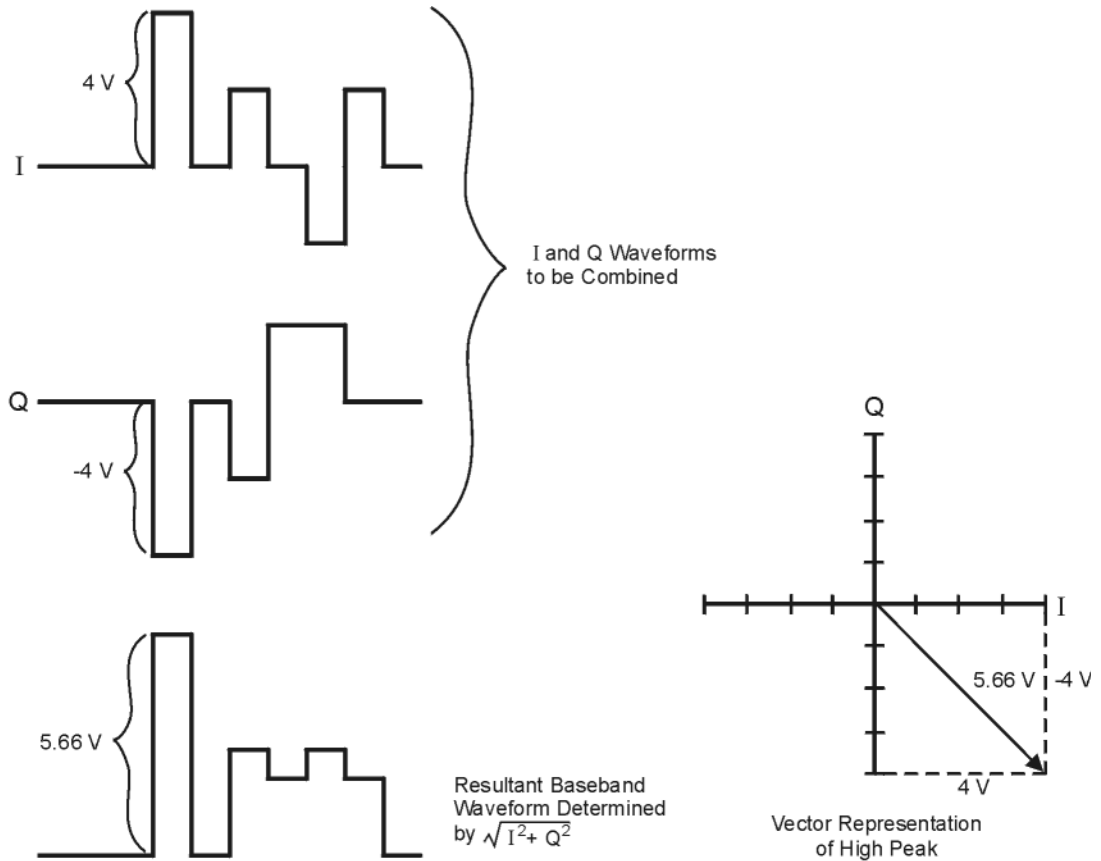 4 V
I
I and Q Waveforms
to be Combined
Q
-4 V
Q
I
5.66 V
-4 V
4 V
5.66 V
Resultant Baseband
Waveform Determined
by √I²+ Q²
Vector Representation
of High Peak